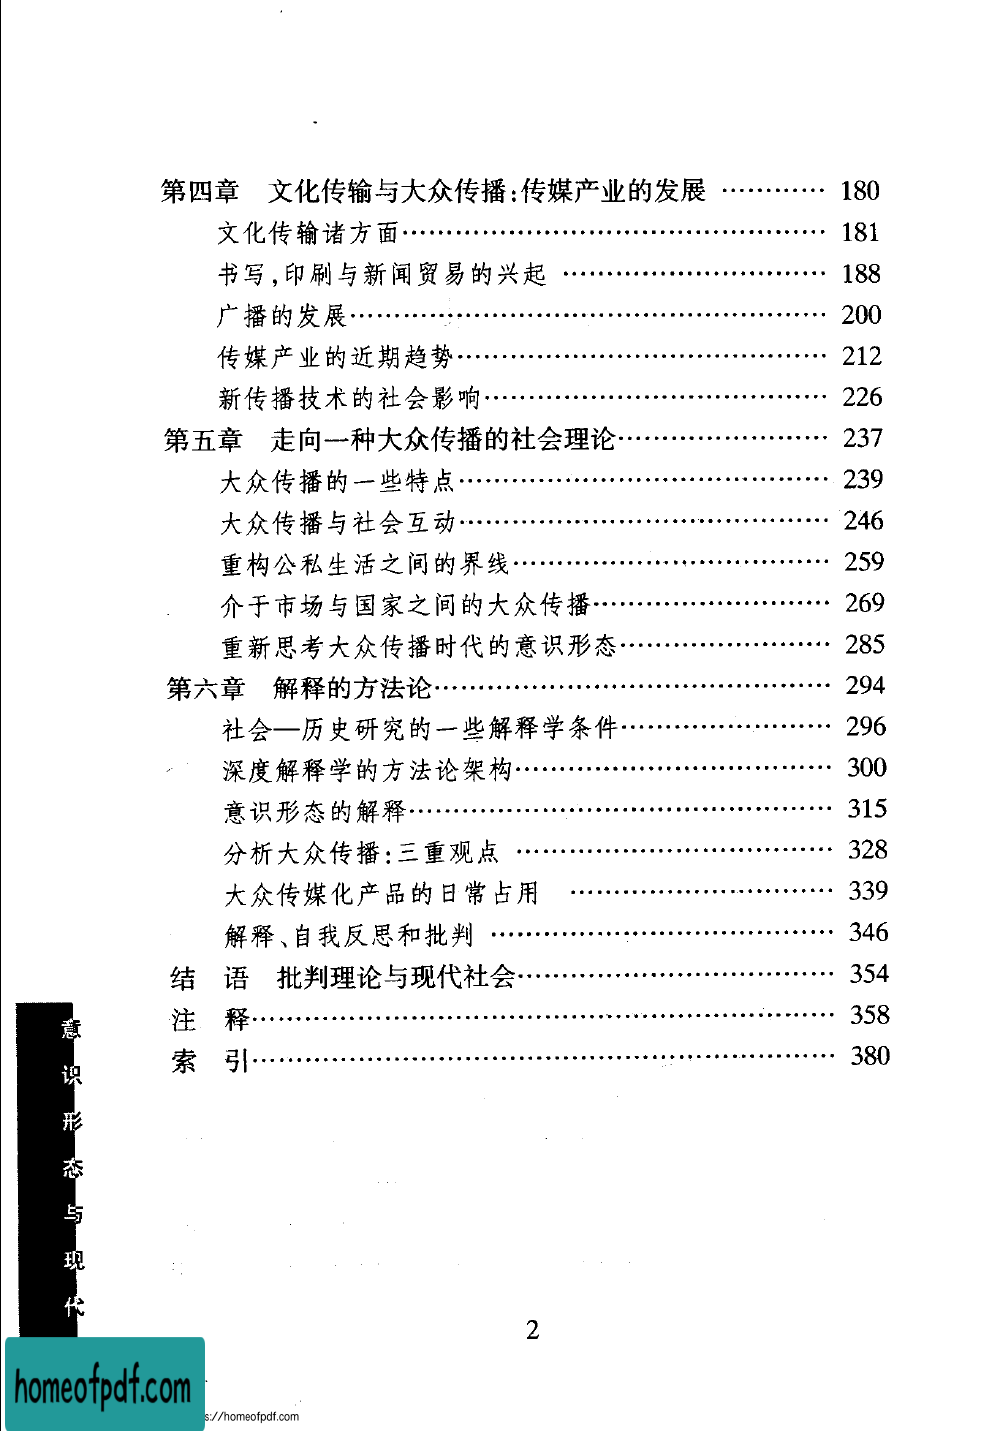 第四章　文化传输与大众传播:传媒产业的发展 ………… 180
文化传输诸方面………………………………………… 181
书写,印刷与新闻贸易的兴起 ………………………… 188
广播的发展……………………………………………… 200
传媒产业的近期趋势…………………………………… 212
新传播技术的社会影响………………………………… 226
第五章　走向一种大众传播的社会理论…………………… 237
大众传播的一些特点…………………………………… 239
大众传播与社会互动…………………………………… 246
重构公私生活之间的界线……………………………… 259
介于市场与国家之间的大众传播……………………… 269
重新思考大众传播时代的意识形态…………………… 285
第六章　解释的方法论……………………………………… 294
社会—历史研究的一些解释学条件…………………… 296
深度解释学的方法论架构……………………………… 300
意识形态的解释………………………………………… 315
分析大众传播:三重观点 ……………………………… 328
大众传媒化产品的日常占用　………………………… 339
解释、自我反思和批判 ………………………………… 346
结　语　批判理论与现代社会……………………………… 354
注　释………………………………………………………… 358
索　引………………………………………………………… 380
意识形态与现代
2
homeofpdf.com
s://homeofpdf.com